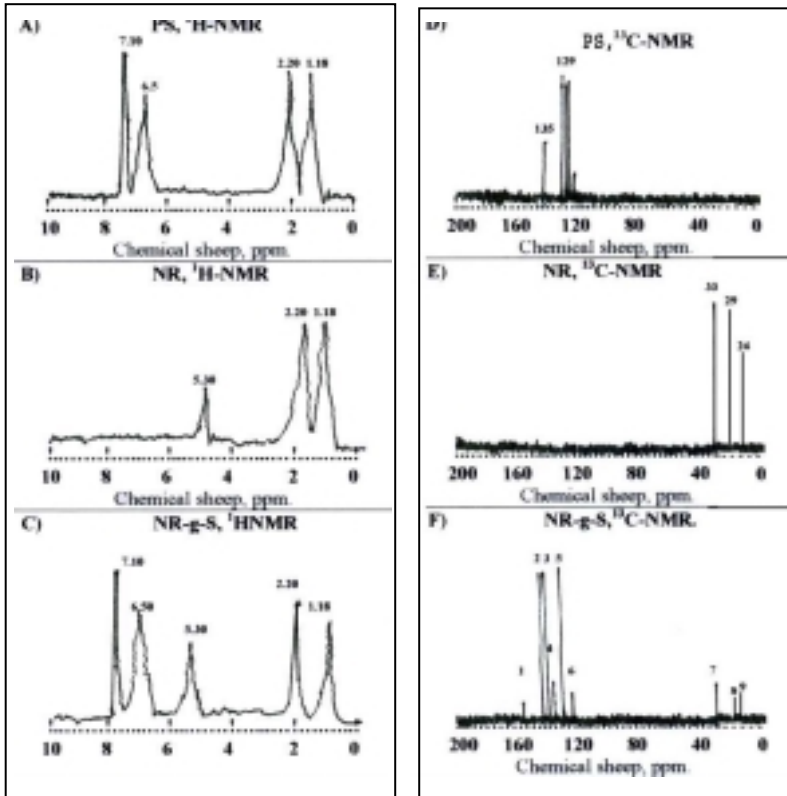 A) PS, ¹H-NMR
7.10
6.5
2.20 1.18
10 8 6 4 2 0
Chemical sheep, ppm.
B) NR, ¹H-NMR
5.30
2.20 1.18
10 8 6 4 2 0
Chemical sheep, ppm.
C) NR-g-S, ¹HNMR
7.10
6.50
5.30
2.20
1.18
10 8 6 4 2 0
Chemical sheep, ppm.
PS, ¹³C-NMR
120
135
200 160 120 80 40 0
Chemical sheep, ppm.
E) NR, ¹³C-NMR
33 29
24
200 160 120 80 40 0
Chemical sheep, ppm.
F) NR-g-S,¹³C-NMR.
2 3 5
4
1 6 7 8 9
200 160 120 80 40 0
Chemical sheep, ppm.